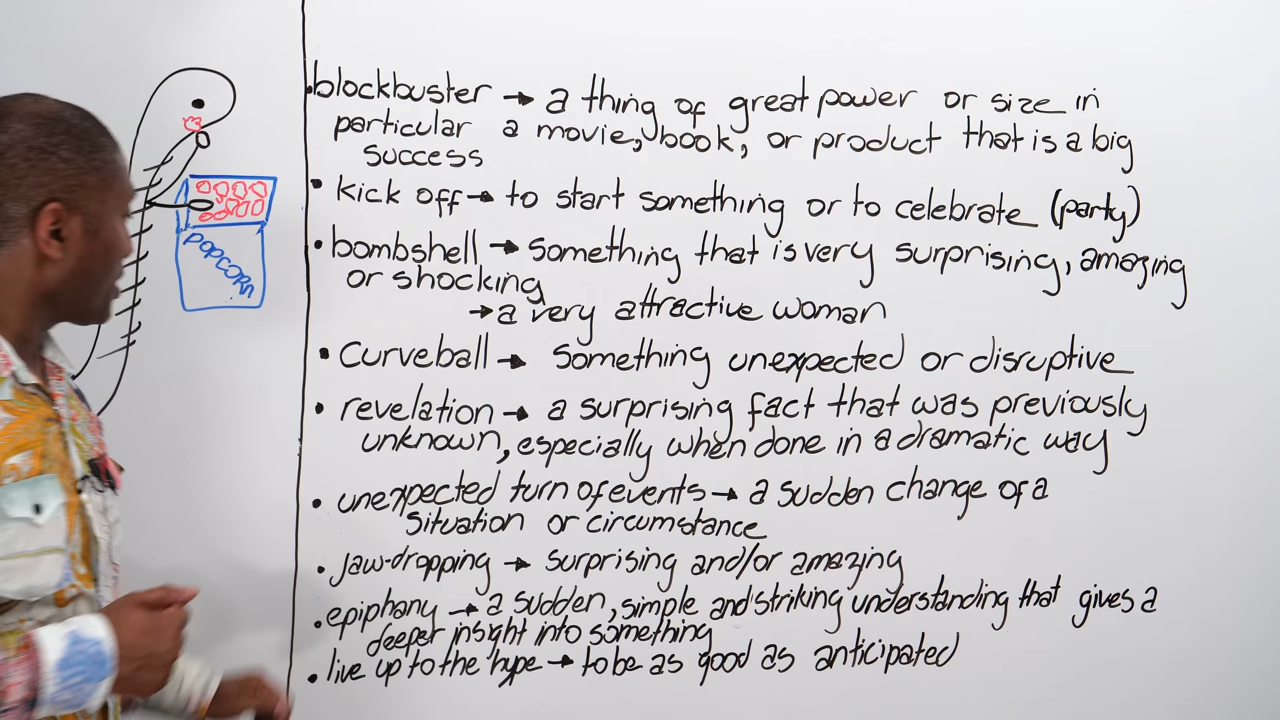 POPCORN
• blockbuster → a thing of great power or size in
particular a movie, book, or product that is a big
success
• kick off → to start something or to celebrate (party)
• bombshell → something that is very surprising, amazing
or shocking
→ a very attractive woman
• Curveball → something unexpected or disruptive
• revelation → a surprising fact that was previously
unknown, especially when done in a dramatic way
• unexpected turn of events → a sudden change of a
situation or circumstance
• jaw-dropping → surprising and/or amazing
• epiphany → a sudden, simple and striking understanding that gives a
deeper insight into something
• live up to the hype → to be as good as anticipated